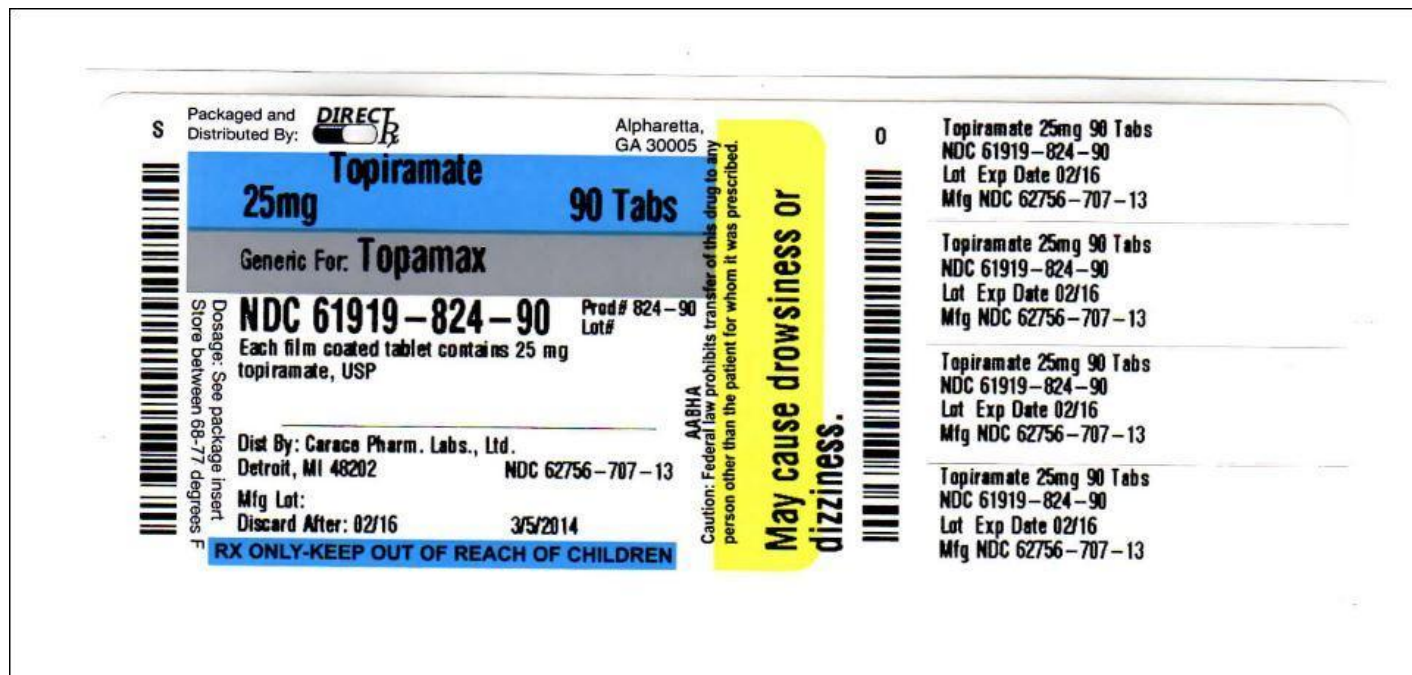 S
Packaged and
Distributed By:
DIRECT Rx
Alpharetta,
GA 30005
Topiramate
25mg 90 Tabs
Generic For: Topamax
NDC 61919-824-90
Prod# 824-90
Lot#
Each film coated tablet contains 25 mg
topiramate, USP
Dist By: Caraco Pharm. Labs., Ltd.
Detroit, MI 48202 NDC 62756-707-13
Mfg Lot:
Discard After: 02/16 3/5/2014
RX ONLY-KEEP OUT OF REACH OF CHILDREN
Dosage: See package insert
Store between 68-77 degrees F
AABHA
Caution: Federal law prohibits transfer of this drug to any
person other than the patient for whom it was prescribed.
May cause drowsiness or
dizziness.
0
Topiramate 25mg 90 Tabs
NDC 61919-824-90
Lot Exp Date 02/16
Mfg NDC 62756-707-13
Topiramate 25mg 90 Tabs
NDC 61919-824-90
Lot Exp Date 02/16
Mfg NDC 62756-707-13
Topiramate 25mg 90 Tabs
NDC 61919-824-90
Lot Exp Date 02/16
Mfg NDC 62756-707-13
Topiramate 25mg 90 Tabs
NDC 61919-824-90
Lot Exp Date 02/16
Mfg NDC 62756-707-13